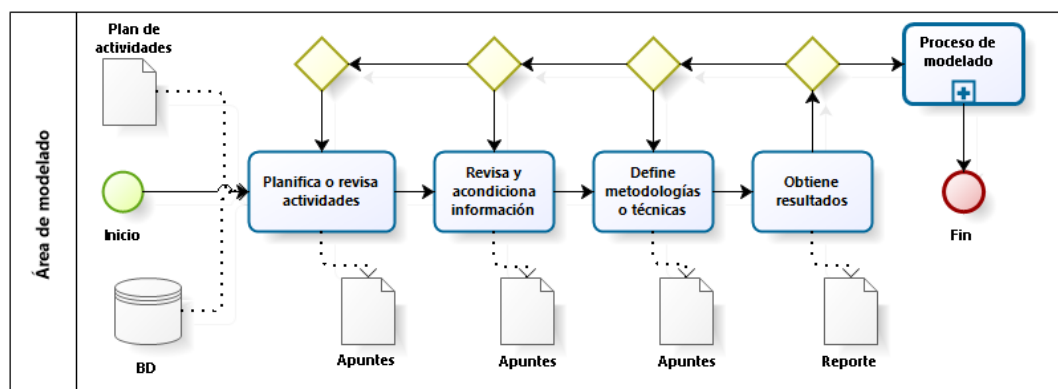 Área de modelado
Plan de
actividades
Proceso de
modelado
Planifica o revisa
actividades
Revisa y
acondiciona
información
Define
metodologías
o técnicas
Obtiene
resultados
Inicio
Fin
BD
Apuntes
Apuntes
Apuntes
Reporte